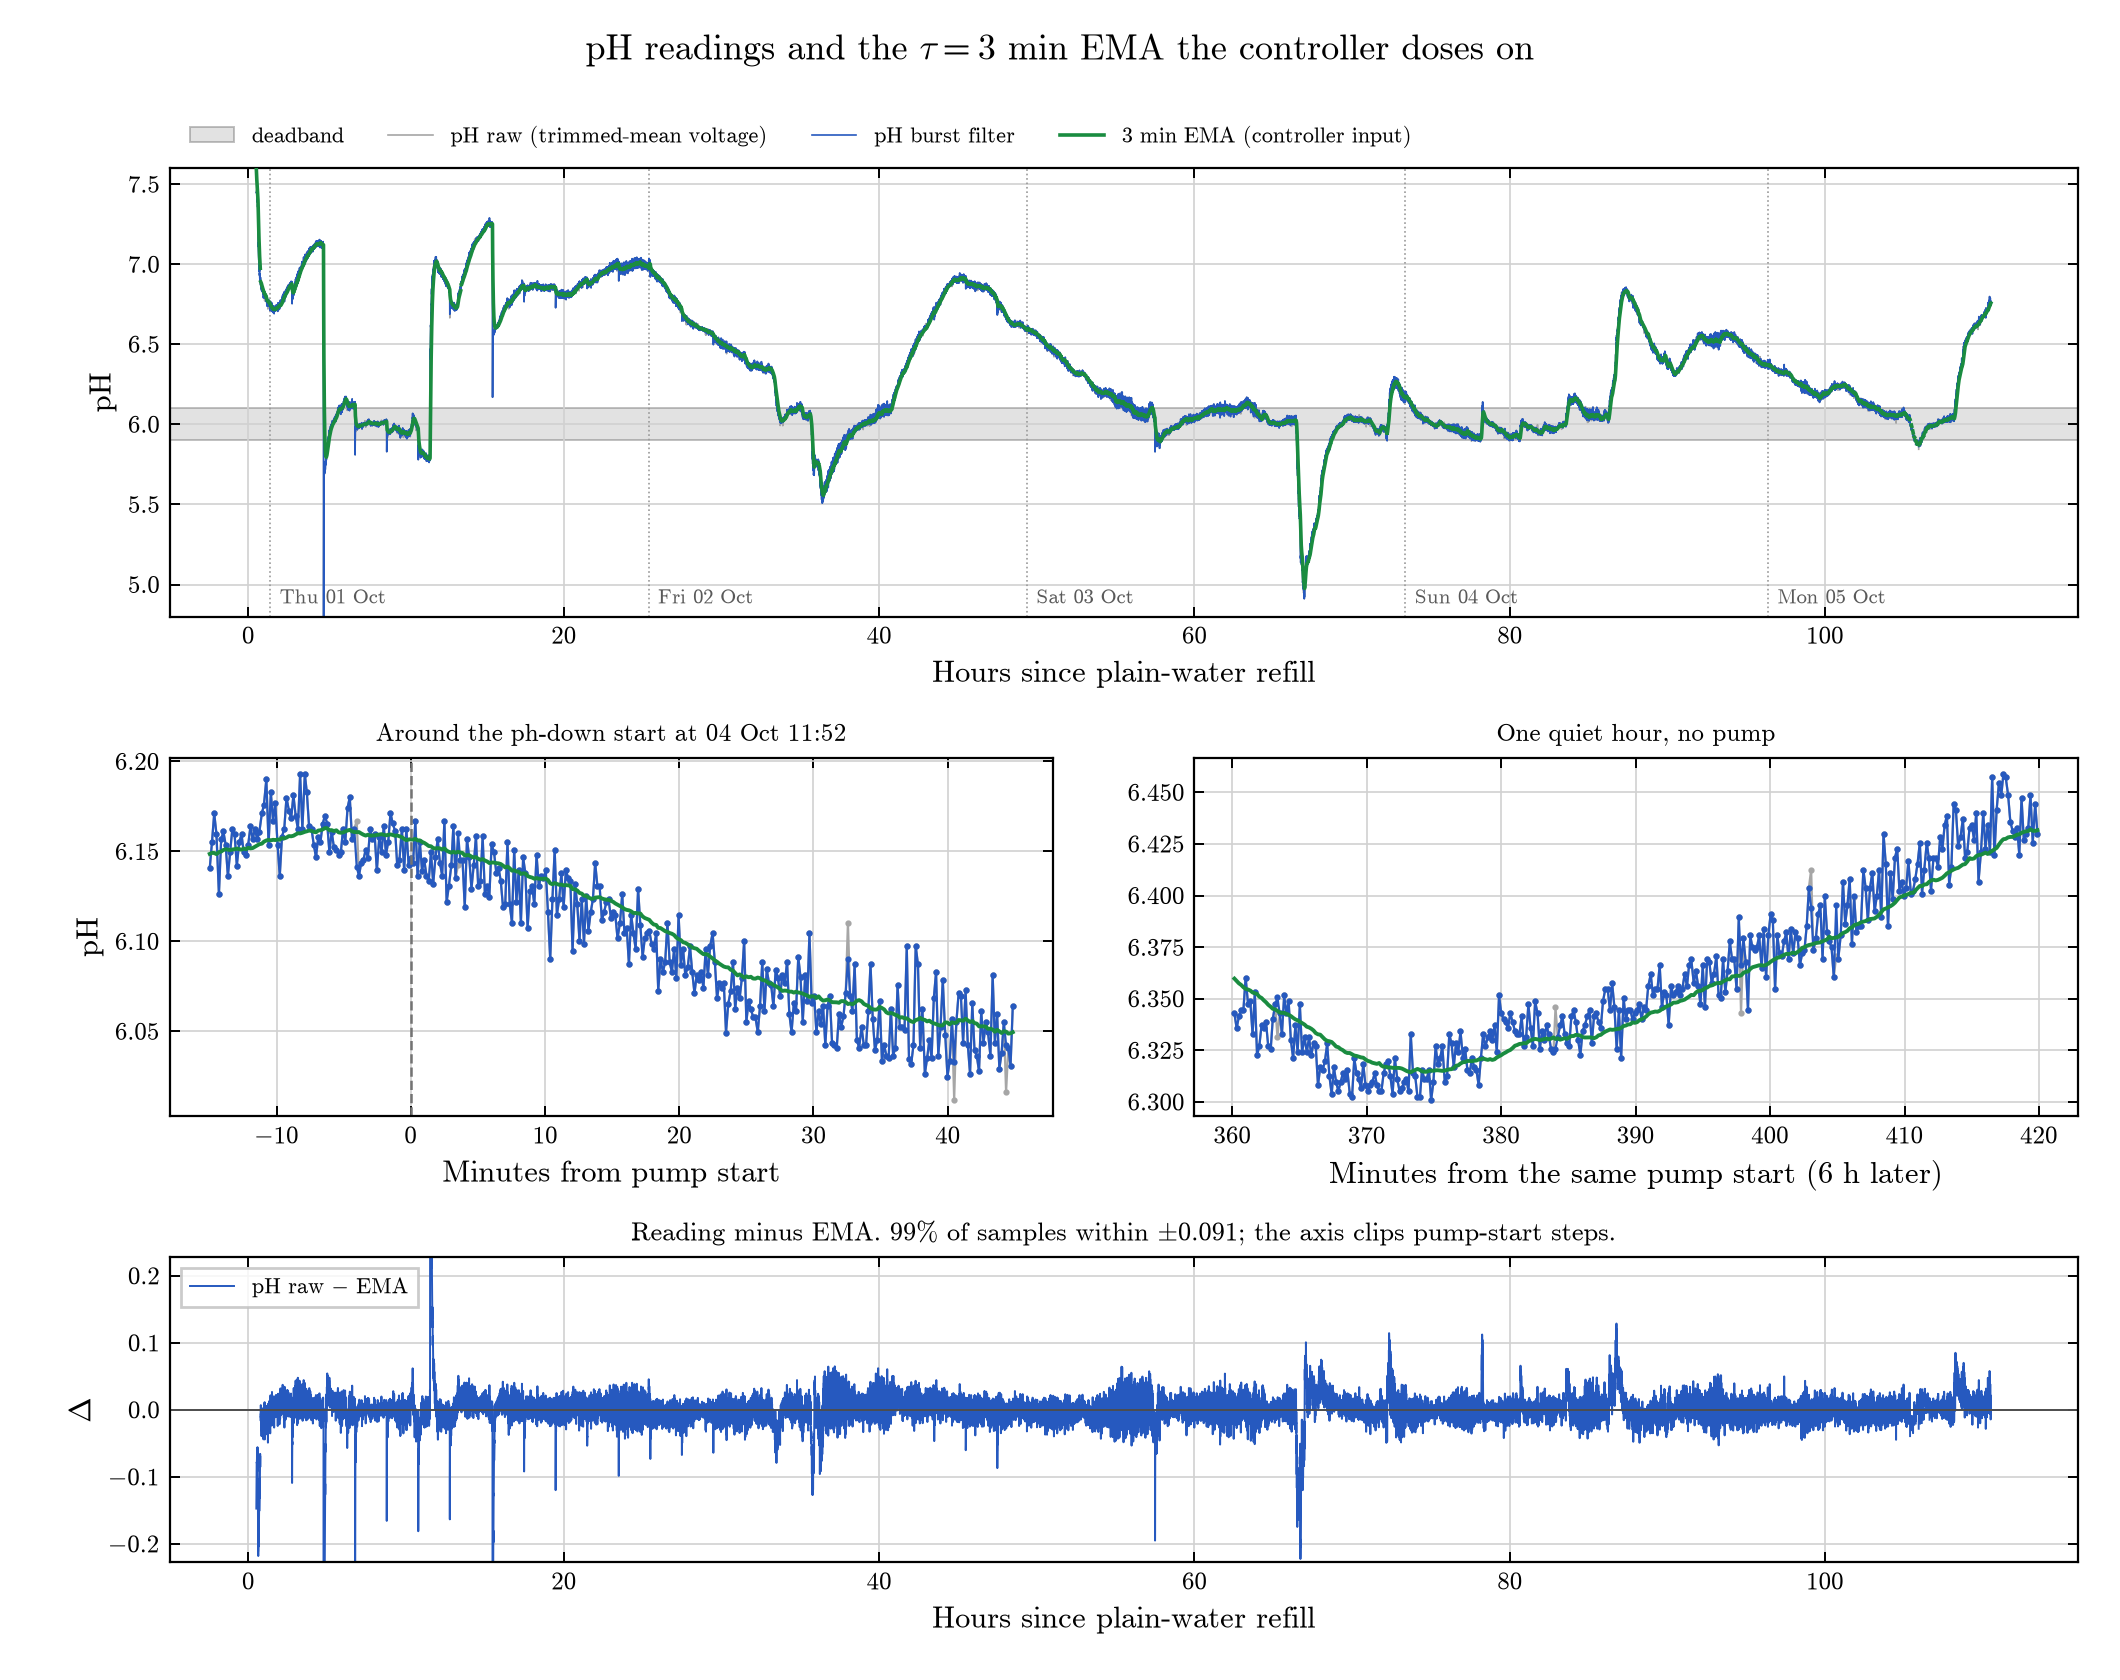 pH readings and the τ = 3 min EMA the controller doses on
deadband
pH raw (trimmed-mean voltage)
pH burst filter
3 min EMA (controller input)
pH
7.5
7.0
6.5
6.0
5.5
5.0
Thu 01 Oct
Fri 02 Oct
Sat 03 Oct
Sun 04 Oct
Mon 05 Oct
0 20 40 60 80 100
Hours since plain-water refill
Around the ph-down start at 04 Oct 11:52
pH
6.20
6.15
6.10
6.05
−10 0 10 20 30 40
Minutes from pump start
One quiet hour, no pump
6.450
6.425
6.400
6.375
6.350
6.325
6.300
360 370 380 390 400 410 420
Minutes from the same pump start (6 h later)
Reading minus EMA. 99% of samples within ±0.091; the axis clips pump-start steps.
pH raw − EMA
Δ
0.2
0.1
0.0
−0.1
−0.2
0 20 40 60 80 100
Hours since plain-water refill